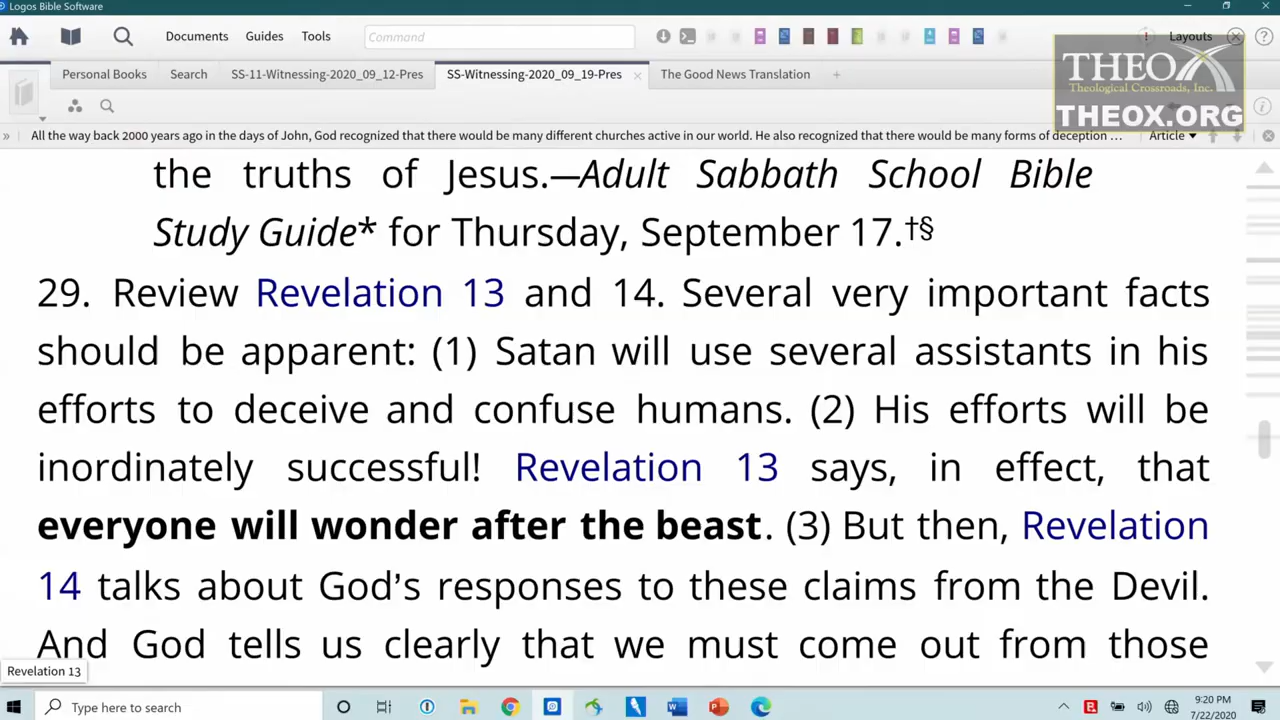 Logos Bible Software
Documents Guides Tools Command Layouts
Personal Books Search SS-11-Witnessing-2020_09_12-Pres SS-Witnessing-2020_09_19-Pres The Good News Translation
THEOX
Theological Crossroads, Inc.
THEOX.ORG
» All the way back 2000 years ago in the days of John, God recognized that there would be many different churches active in our world. He also recognized that there would be many forms of deception ... Article
the truths of Jesus.—Adult Sabbath School Bible
Study Guide* for Thursday, September 17.†§
29. Review Revelation 13 and 14. Several very important facts
should be apparent: (1) Satan will use several assistants in his
efforts to deceive and confuse humans. (2) His efforts will be
inordinately successful! Revelation 13 says, in effect, that
everyone will wonder after the beast. (3) But then, Revelation
14 talks about God’s responses to these claims from the Devil.
And God tells us clearly that we must come out from those
Revelation 13
Type here to search
9:20 PM
7/22/2020